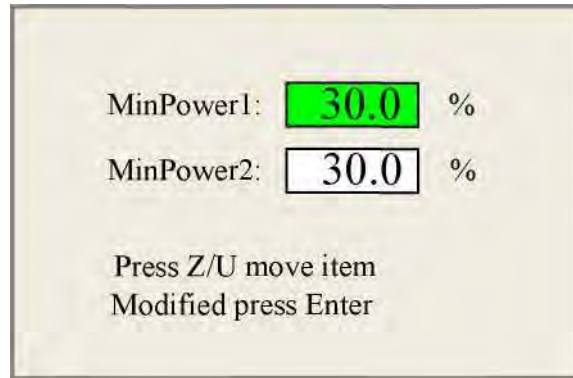 MinPower1: 30.0 %
MinPower2: 30.0 %
Press Z/U move item
Modified press Enter